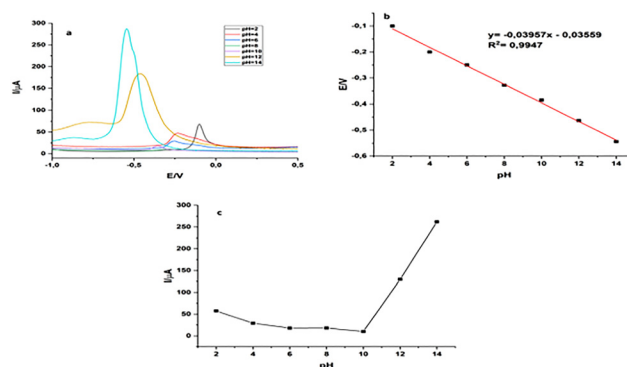 a
pH=2
pH=4
pH=6
pH=8
pH=10
pH=12
pH=14
I/µA
300
250
200
150
100
50
0
-1,0
-0,5
0,0
0,5
E/V
b
y= -0,03957x - 0,03559
R²= 0,9947
E/V
0,0
-0,1
-0,2
-0,3
-0,4
-0,5
-0,6
2
4
6
8
10
12
14
pH
c
I/µA
300
250
200
150
100
50
0
2
4
6
8
10
12
14
pH